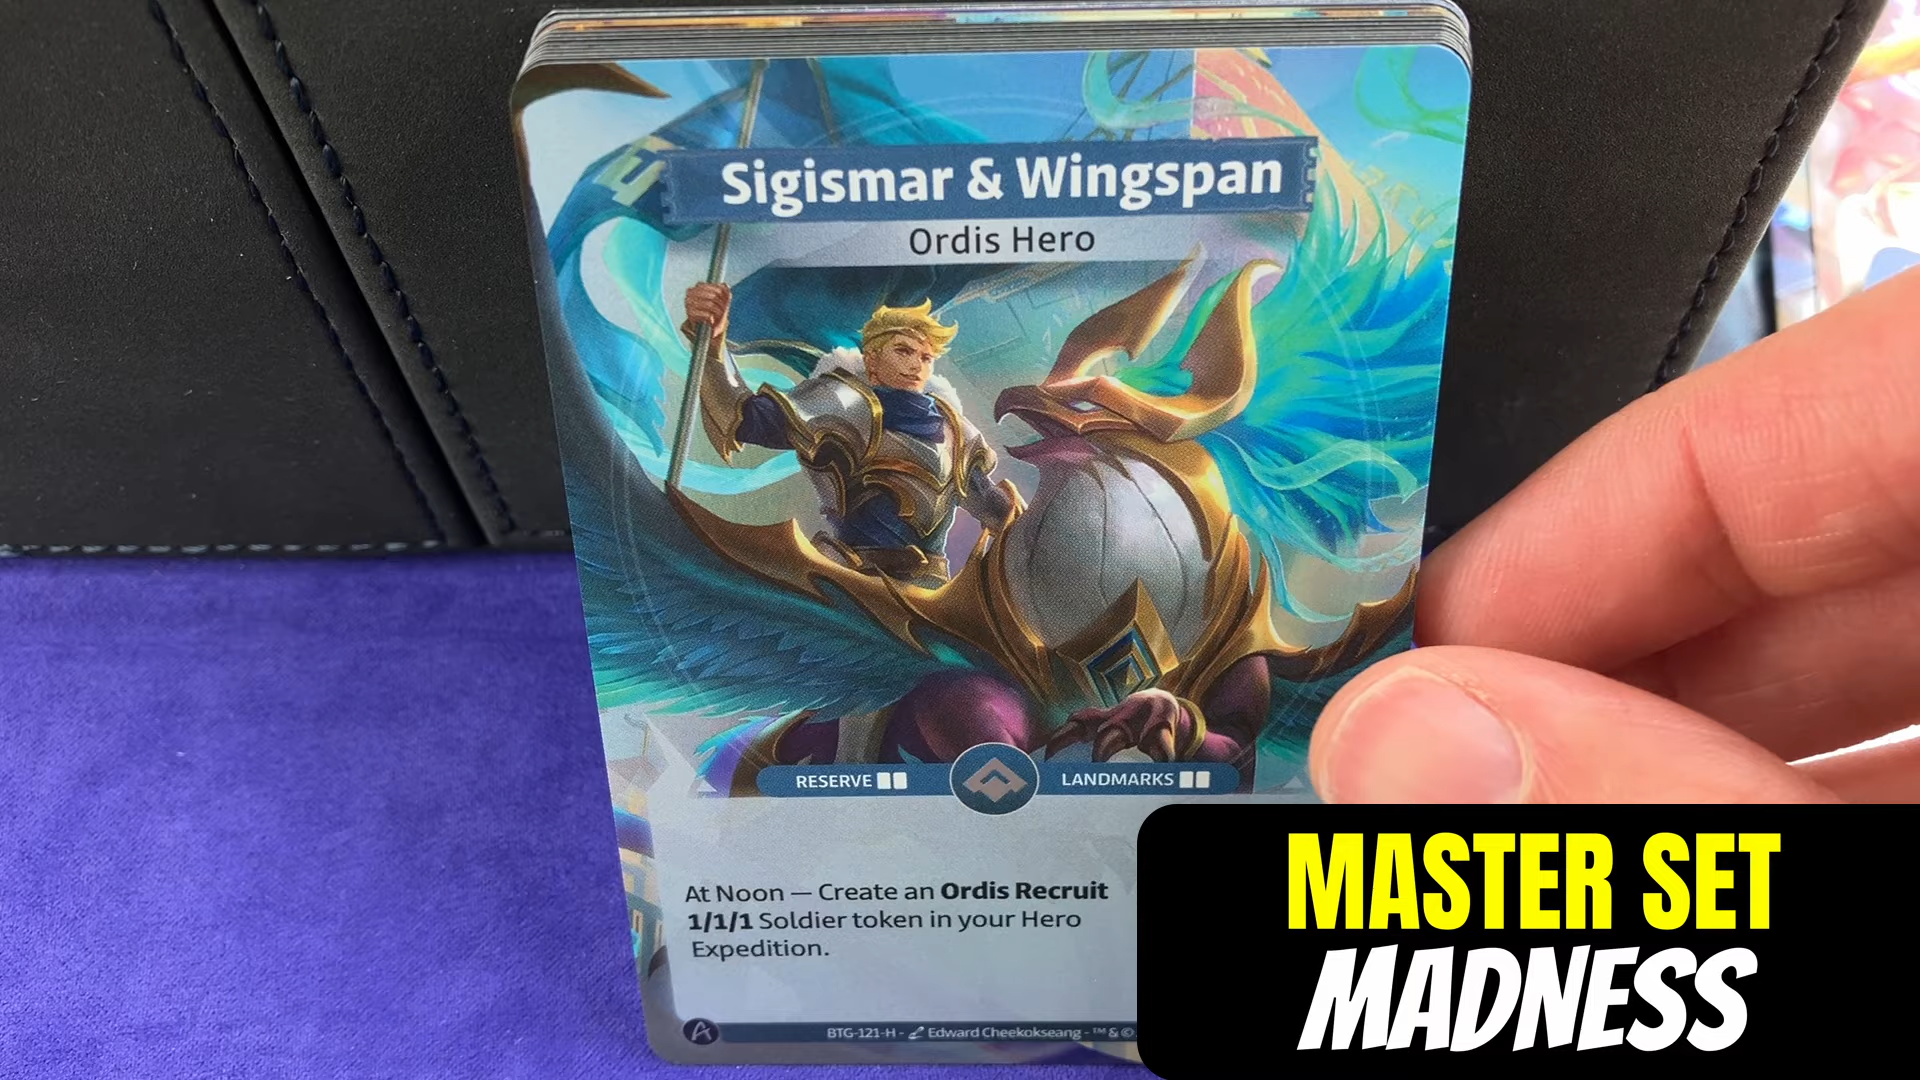 Sigismar & Wingspan
Ordis Hero
RESERVE
LANDMARKS
At Noon — Create an Ordis Recruit
1/1/1 Soldier token in your Hero
Expedition.
BTG-121-H - Edward Cheekokseang - ™ & ©
MASTER SET
MADNESS